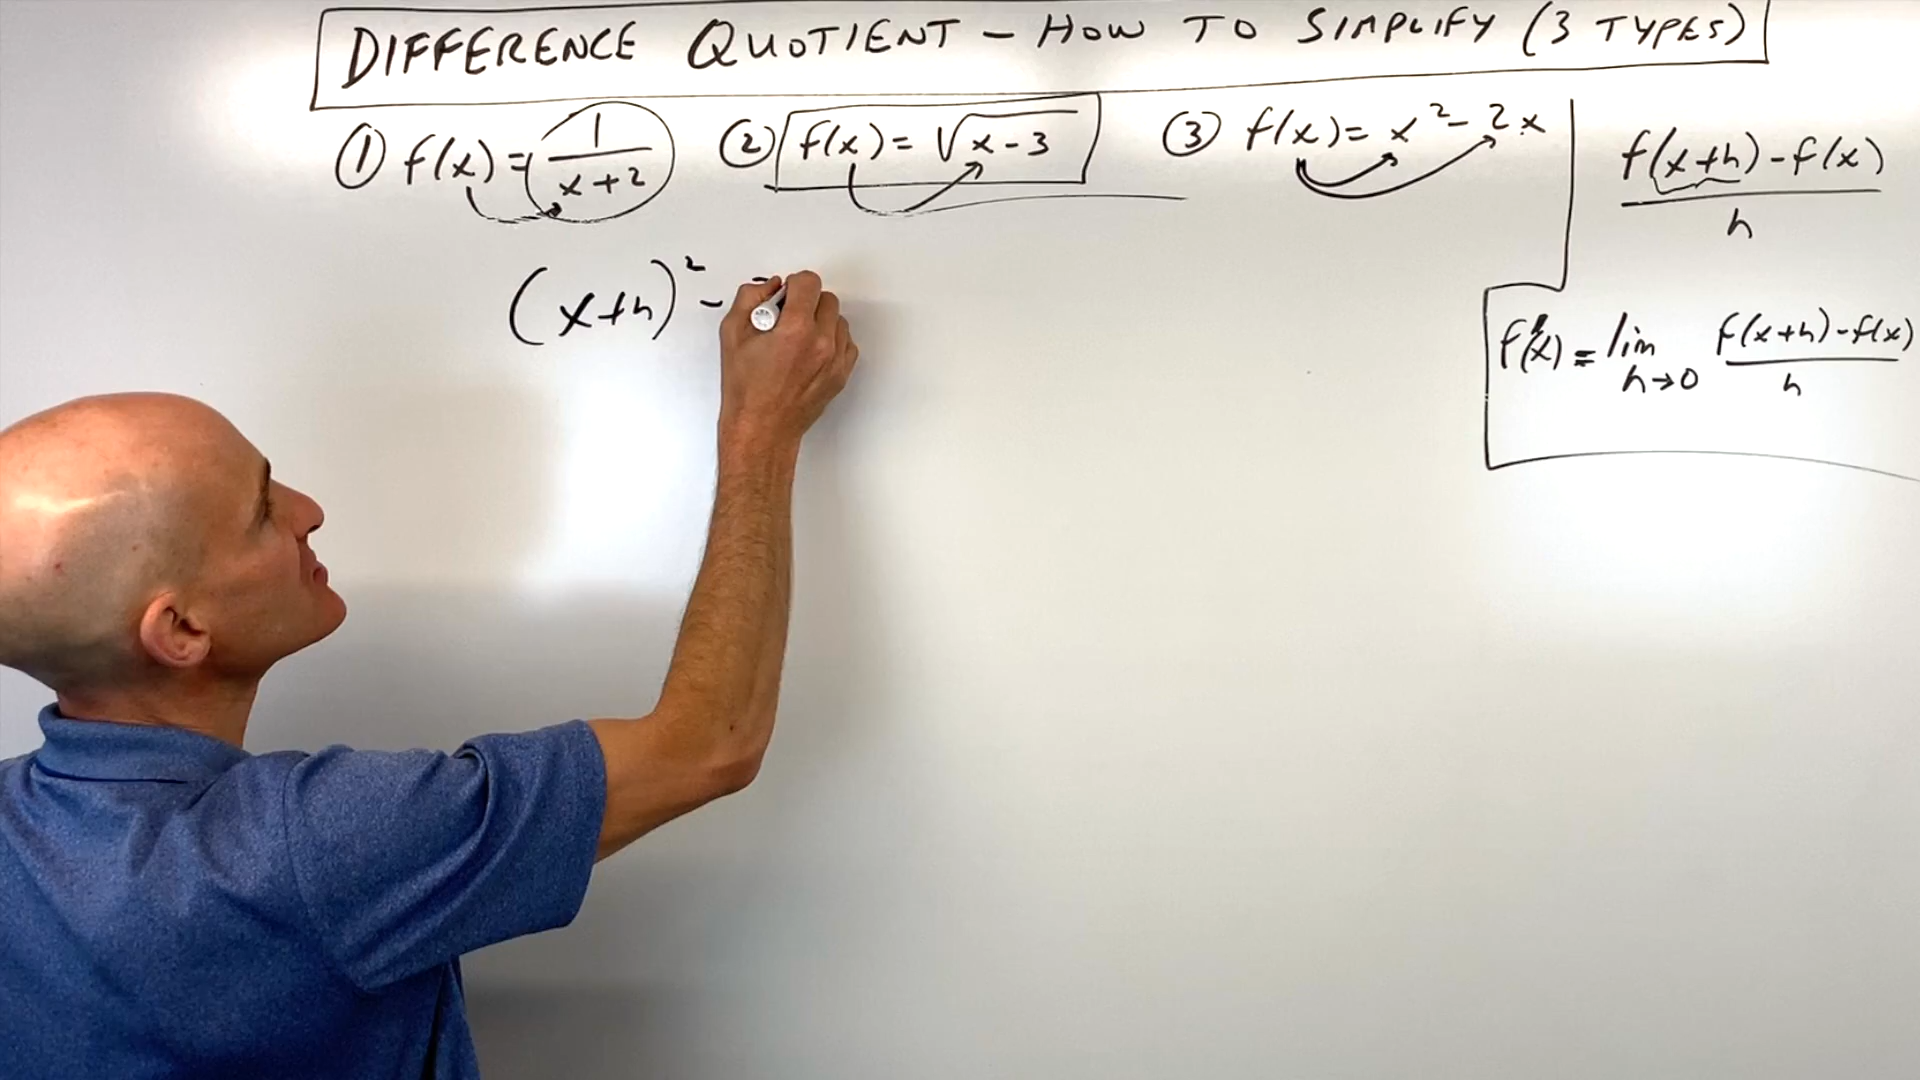 DIFFERENCE QUOTIENT - HOW TO SIMPLIFY (3 TYPES)
① f(x) = 1/(x+2) ② f(x) = √(x-3) ③ f(x) = x² - 2x
(f(x+h) - f(x))/h
(x+h)² -
f'(x) = lim h→0 (f(x+h) - f(x))/h